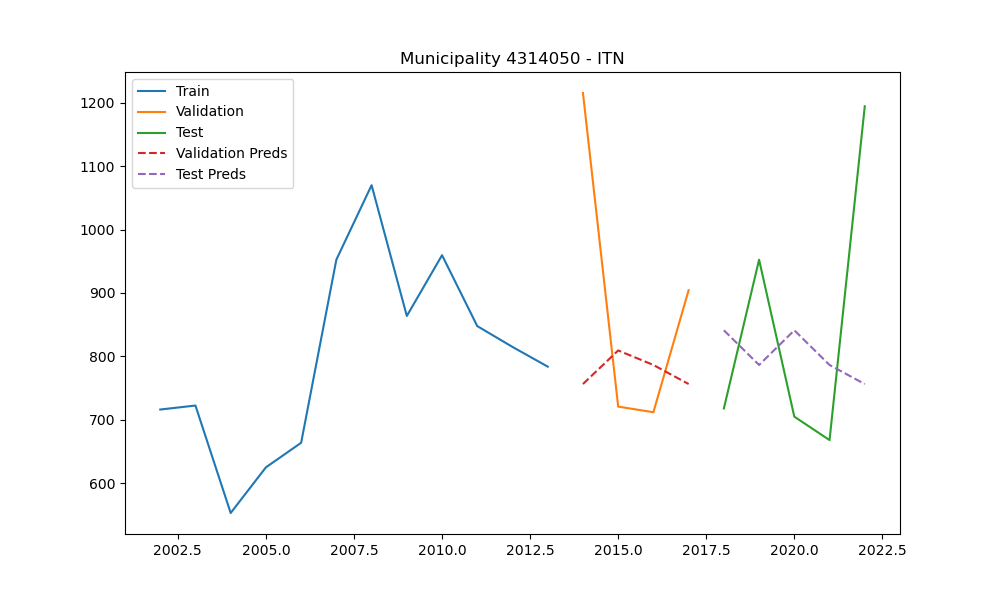 Municipality 4314050 - ITN
Train
Validation
Test
Validation Preds
Test Preds
1200
1100
1000
900
800
700
600
2002.5 2005.0 2007.5 2010.0 2012.5 2015.0 2017.5 2020.0 2022.5